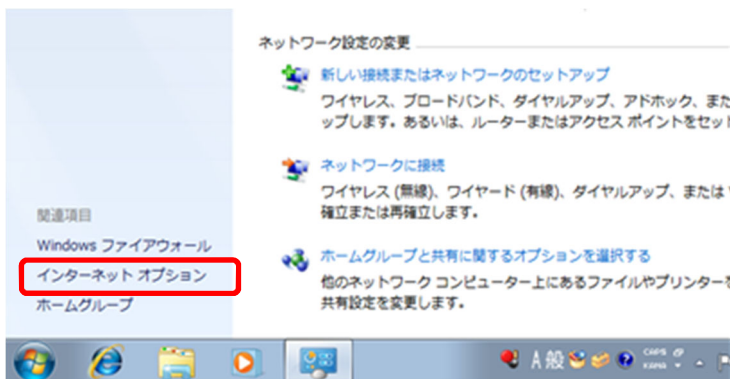 ネットワーク設定の変更
新しい接続またはネットワークのセットアップ
ワイヤレス、ブロードバンド、ダイヤルアップ、アドホック、また
ップします。あるいは、ルーターまたはアクセス ポイントをセット
ネットワークに接続
ワイヤレス (無線)、ワイヤード (有線)、ダイヤルアップ、または
確立または再確立します。
ホームグループと共有に関するオプションを選択する
他のネットワーク コンピューター上にあるファイルやプリンターを
共有設定を変更します。
関連項目
Windows ファイアウォール
インターネット オプション
ホームグループ
A 般
CAPS
KANA